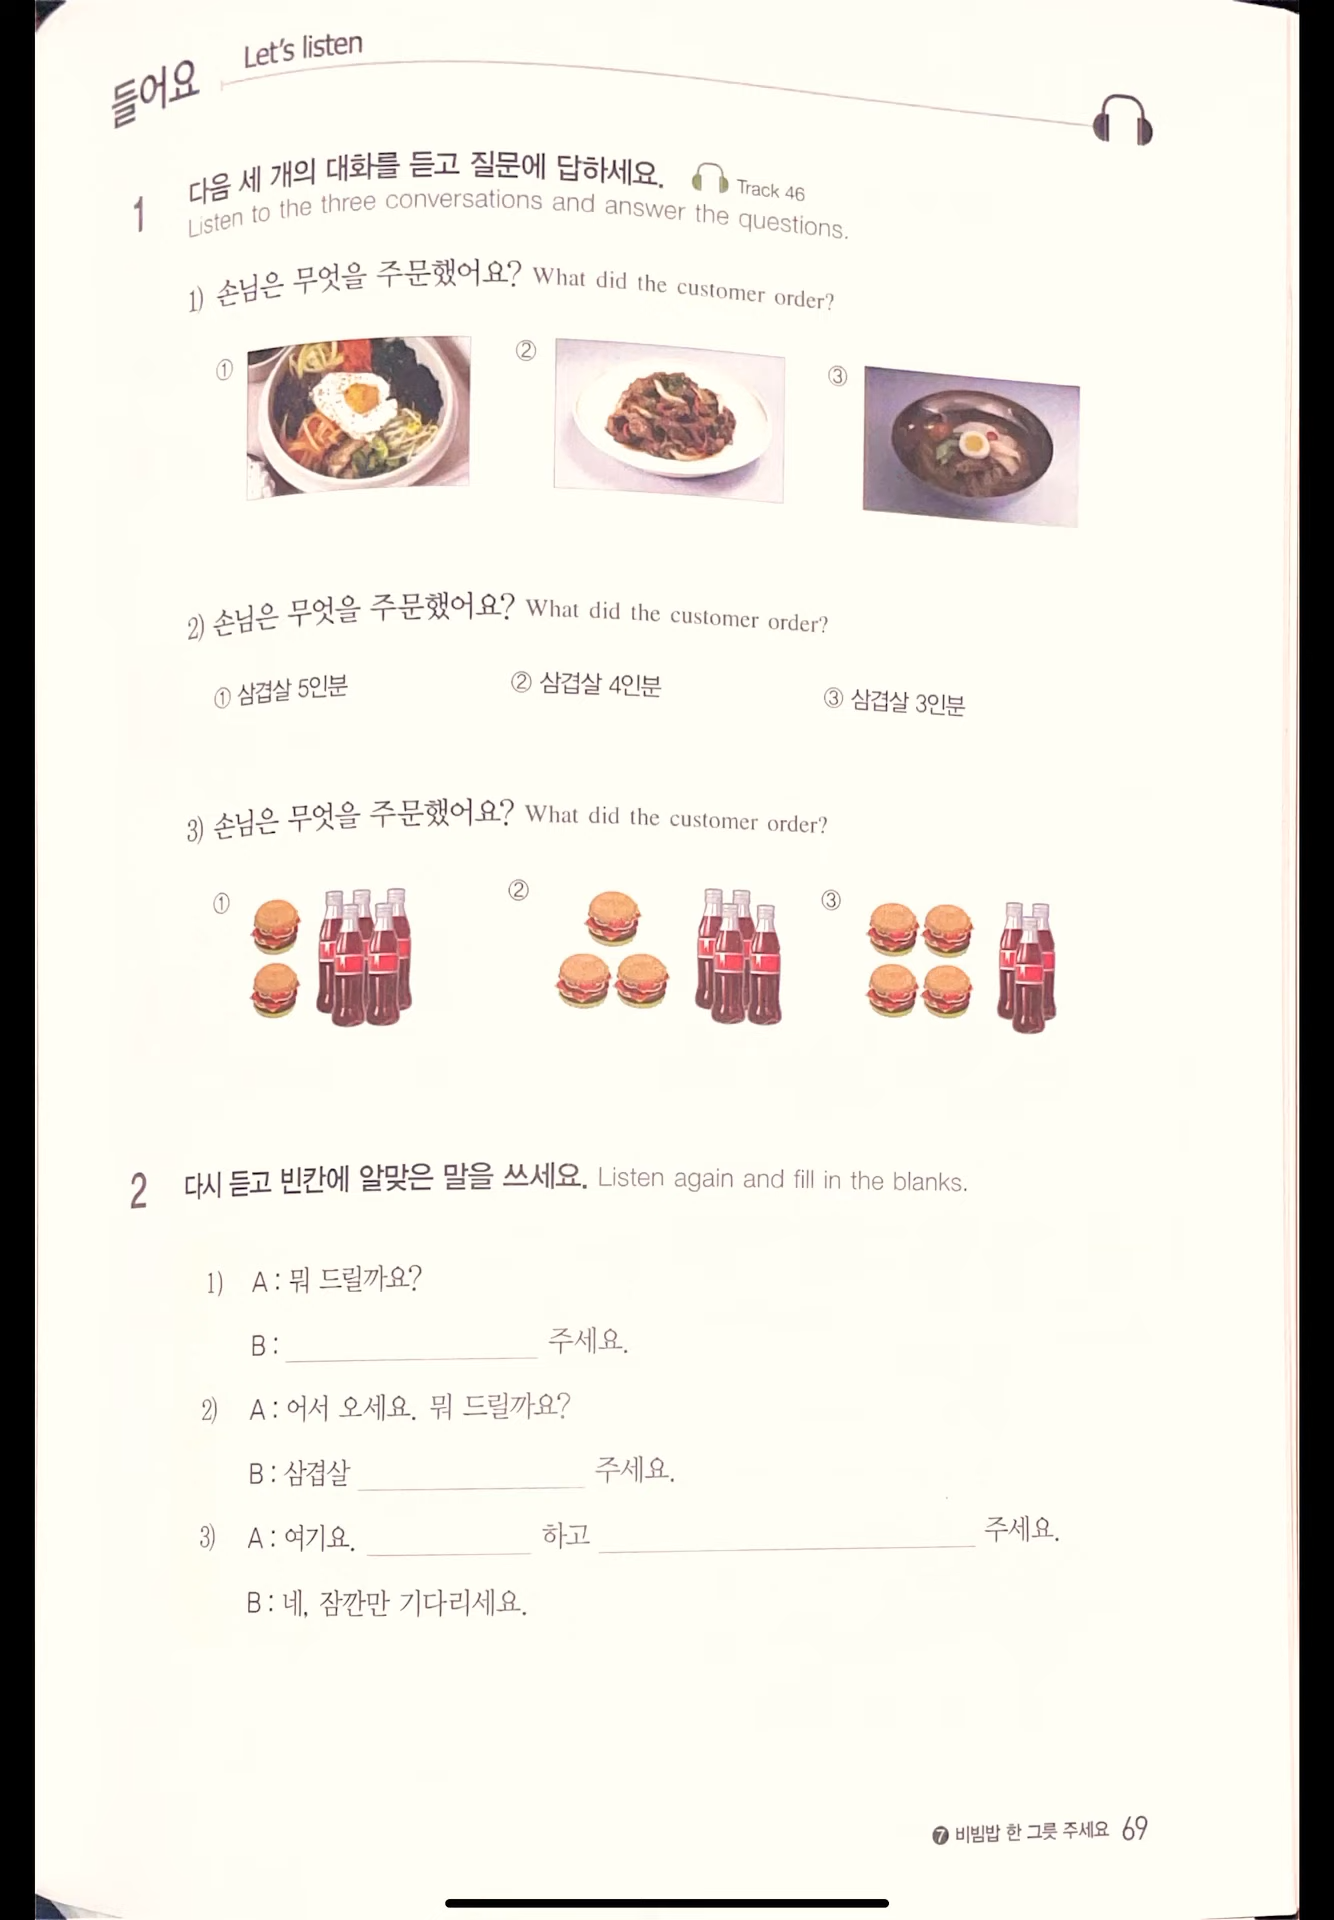 들어요 Let's listen
1 다음 세 개의 대화를 듣고 질문에 답하세요. Track 46
Listen to the three conversations and answer the questions.
1) 손님은 무엇을 주문했어요? What did the customer order?
① ② ③
2) 손님은 무엇을 주문했어요? What did the customer order?
① 삼겹살 5인분 ② 삼겹살 4인분 ③ 삼겹살 3인분
3) 손님은 무엇을 주문했어요? What did the customer order?
① ② ③
2 다시 듣고 빈칸에 알맞은 말을 쓰세요. Listen again and fill in the blanks.
1) A : 뭐 드릴까요?
B : 주세요.
2) A : 어서 오세요. 뭐 드릴까요?
B : 삼겹살 주세요.
3) A : 여기요. 하고 주세요.
B : 네, 잠깐만 기다리세요.
7 비빔밥 한 그릇 주세요 69